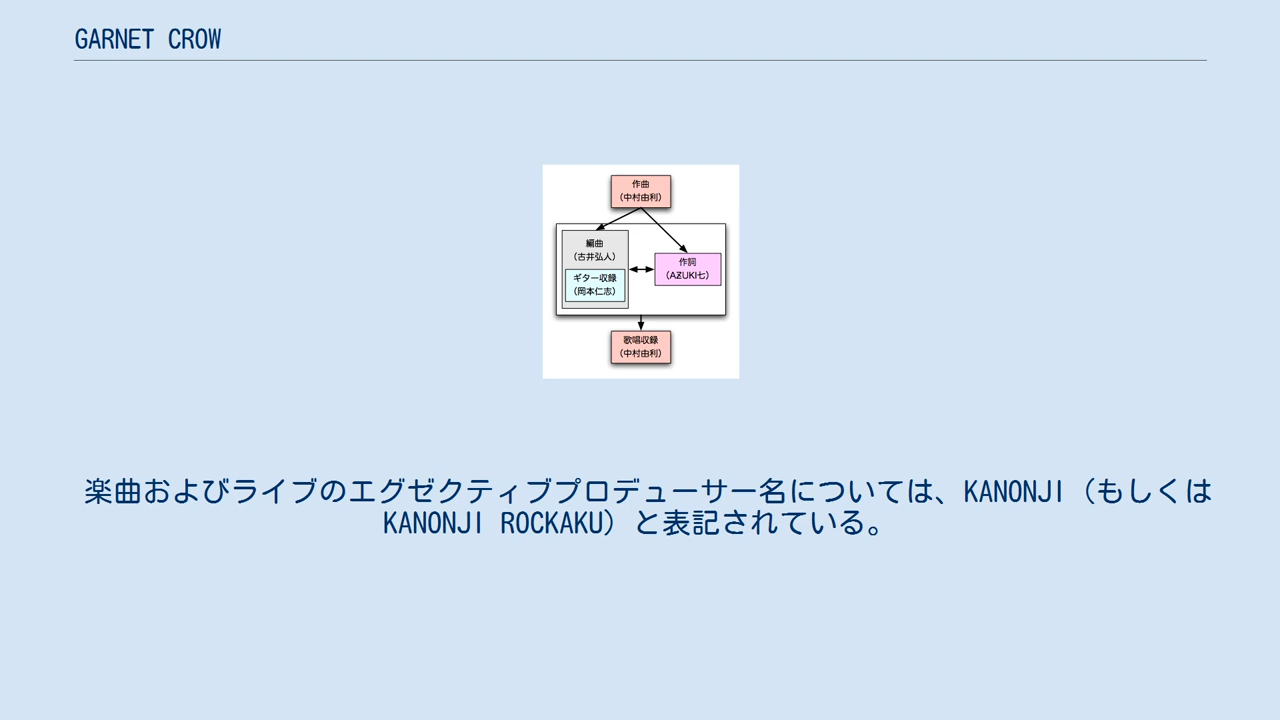 GARNET CROW
作曲
(中村由利)
編曲
(古井弘人)
ギター収録
(岡本仁志)
作詞
(AZUKI七)
歌唱収録
(中村由利)
楽曲およびライブのエグゼクティブプロデューサー名については、KANONJI（もしくは
KANONJI ROCKAKU）と表記されている。